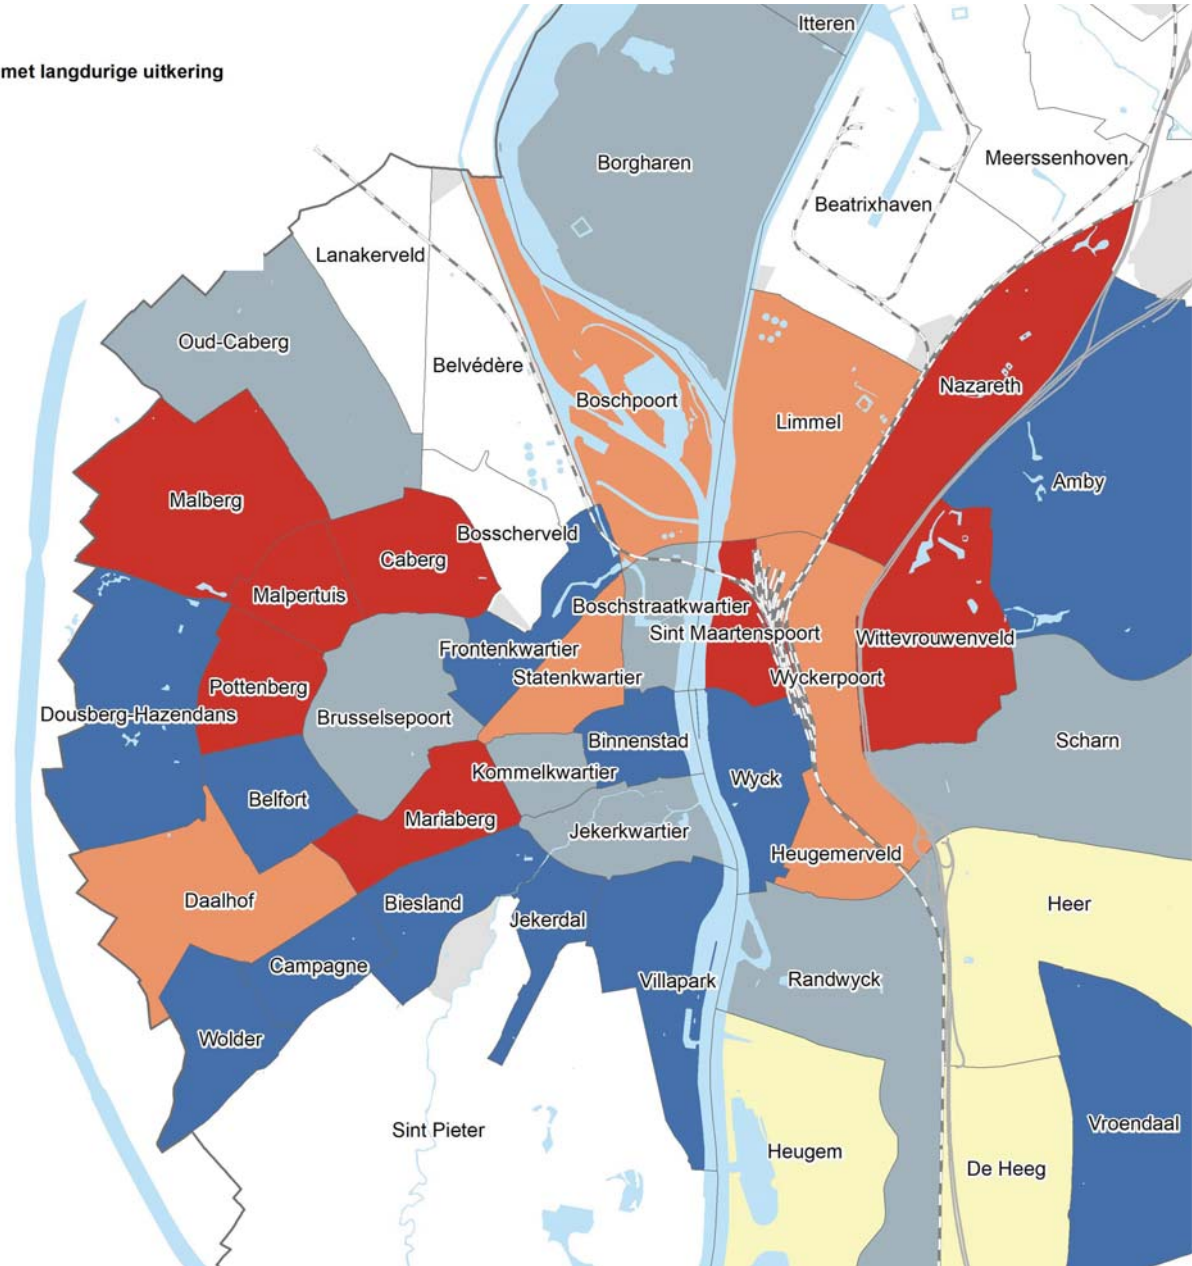 Itteren
met langdurige uitkering
Borgharen
Meerssenhoven
Beatrixhaven
Lanakerveld
Oud-Caberg
Belvédère
Nazareth
Boschpoort
Limmel
Amby
Malberg
Bosscherveld
Caberg
Malpertuis
Boschstraatkwartier
Sint Maartenspoort
Wittevrouwenveld
Frontenkwartier
Statenkwartier
Wyckerpoort
Pottenberg
Dousberg-Hazendans
Brusselsepoort
Binnenstad
Scharn
Kommelkwartier
Wyck
Belfort
Mariaberg
Jekerkwartier
Heugemerveld
Daalhof
Biesland
Heer
Jekerdal
Campagne
Villapark
Randwyck
Wolder
Vroendaal
Sint Pieter
Heugem
De Heeg